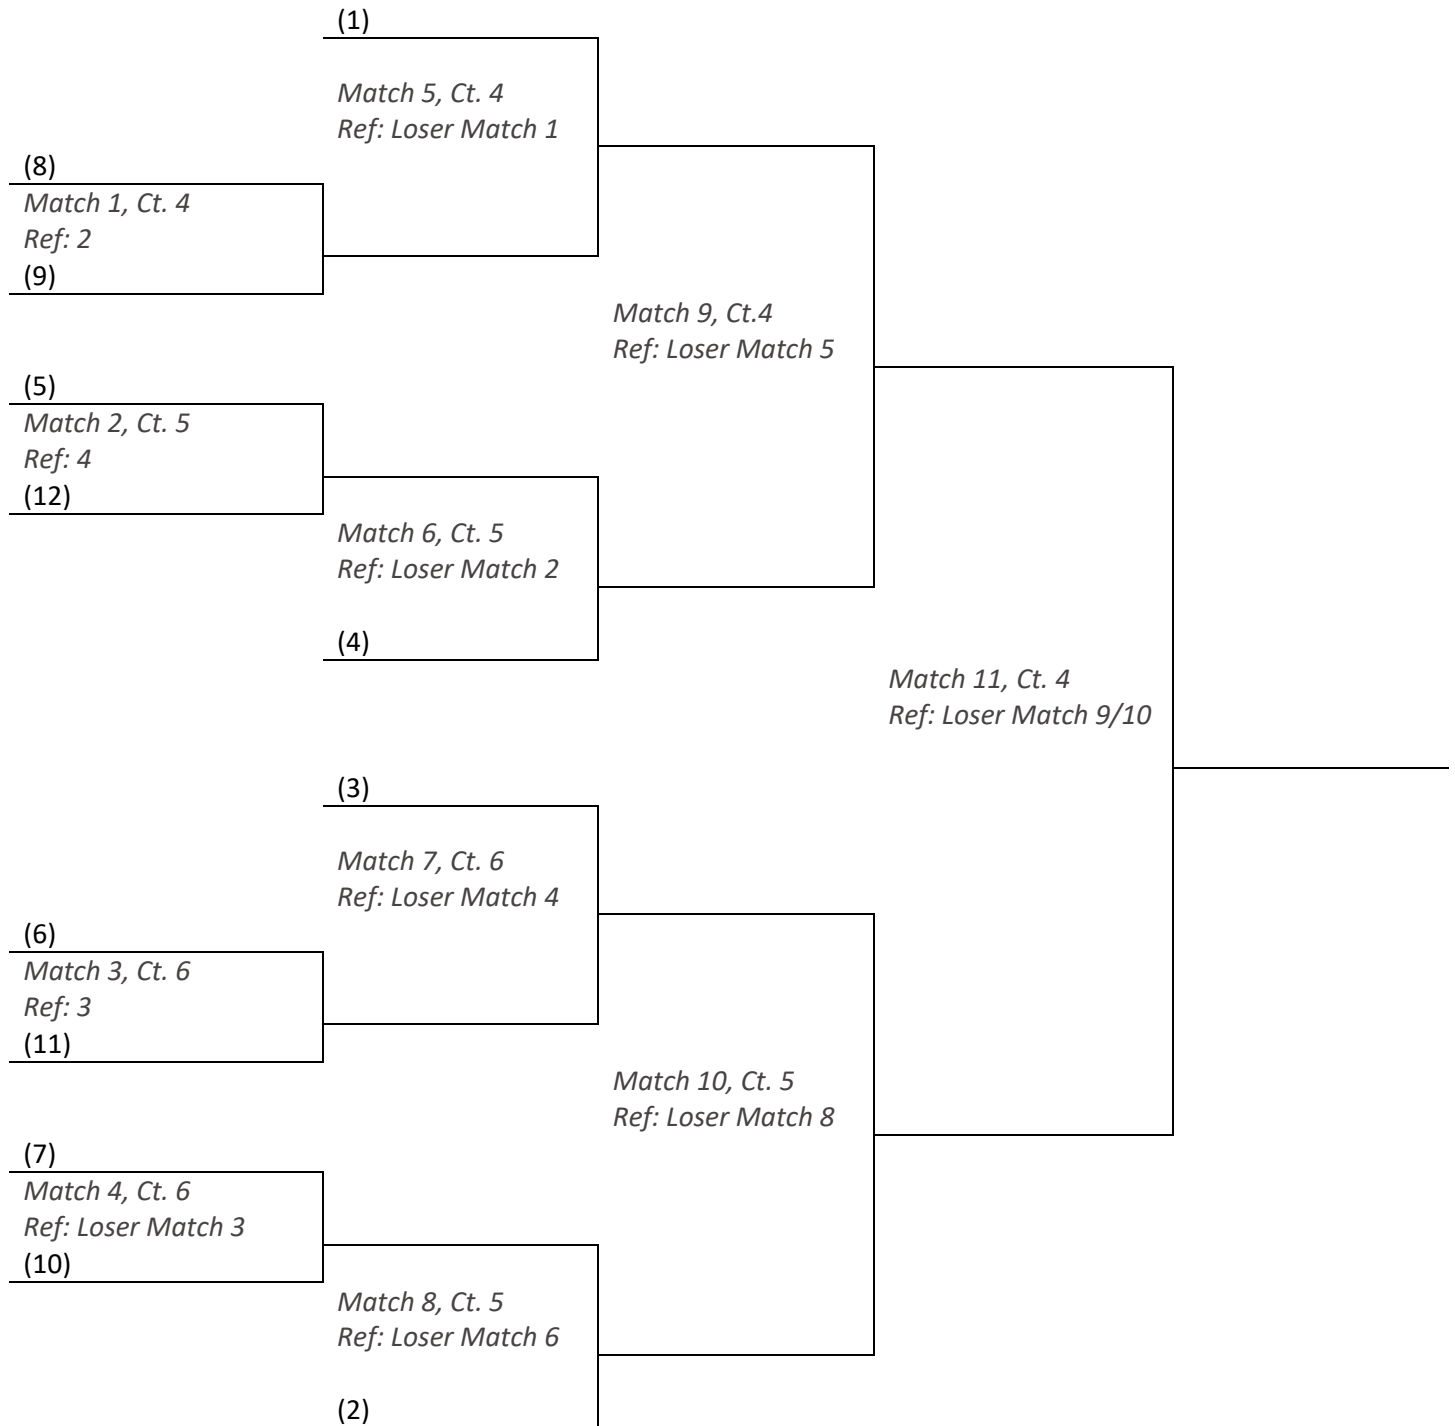 (1)
Match 5, Ct. 4
Ref: Loser Match 1
(8)
Match 1, Ct. 4
Ref: 2
(9)
Match 9, Ct.4
Ref: Loser Match 5
(5)
Match 2, Ct. 5
Ref: 4
(12)
Match 6, Ct. 5
Ref: Loser Match 2
(4)
Match 11, Ct. 4
Ref: Loser Match 9/10
(3)
Match 7, Ct. 6
Ref: Loser Match 4
(6)
Match 3, Ct. 6
Ref: 3
(11)
Match 10, Ct. 5
Ref: Loser Match 8
(7)
Match 4, Ct. 6
Ref: Loser Match 3
(10)
Match 8, Ct. 5
Ref: Loser Match 6
(2)